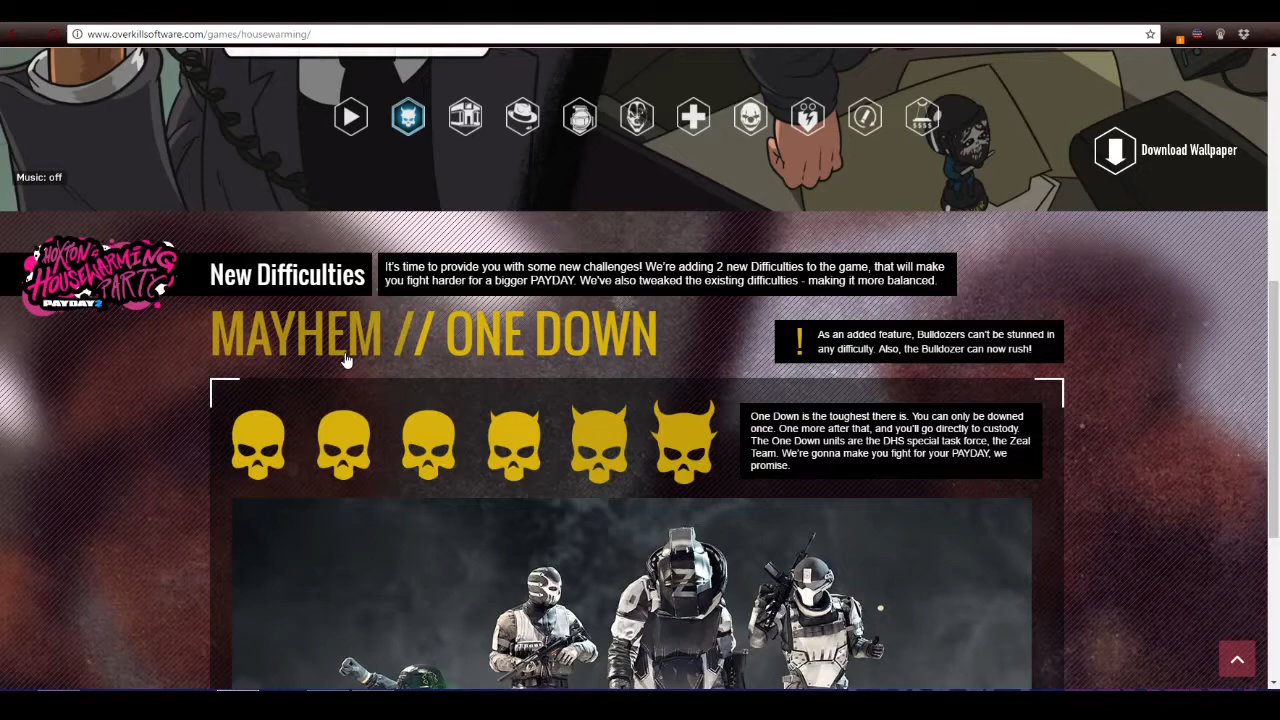 www.overkillsoftware.com/games/housewarming/
$$$$
Download Wallpaper
Music: off
HOXTON'S
HOUSEWARMING
PARTY
PAYDAY 2
New Difficulties
It's time to provide you with some new challenges! We're adding 2 new Difficulties to the game, that will make
you fight harder for a bigger PAYDAY. We've also tweaked the existing difficulties - making it more balanced.
MAYHEM // ONE DOWN
! As an added feature, Bulldozers can't be stunned in
any difficulty. Also, the Bulldozer can now rush!
One Down is the toughest there is. You can only be downed
once. One more after that, and you'll go directly to custody.
The One Down units are the DHS special task force, the Zeal
Team. We're gonna make you fight for your PAYDAY, we
promise.
Z